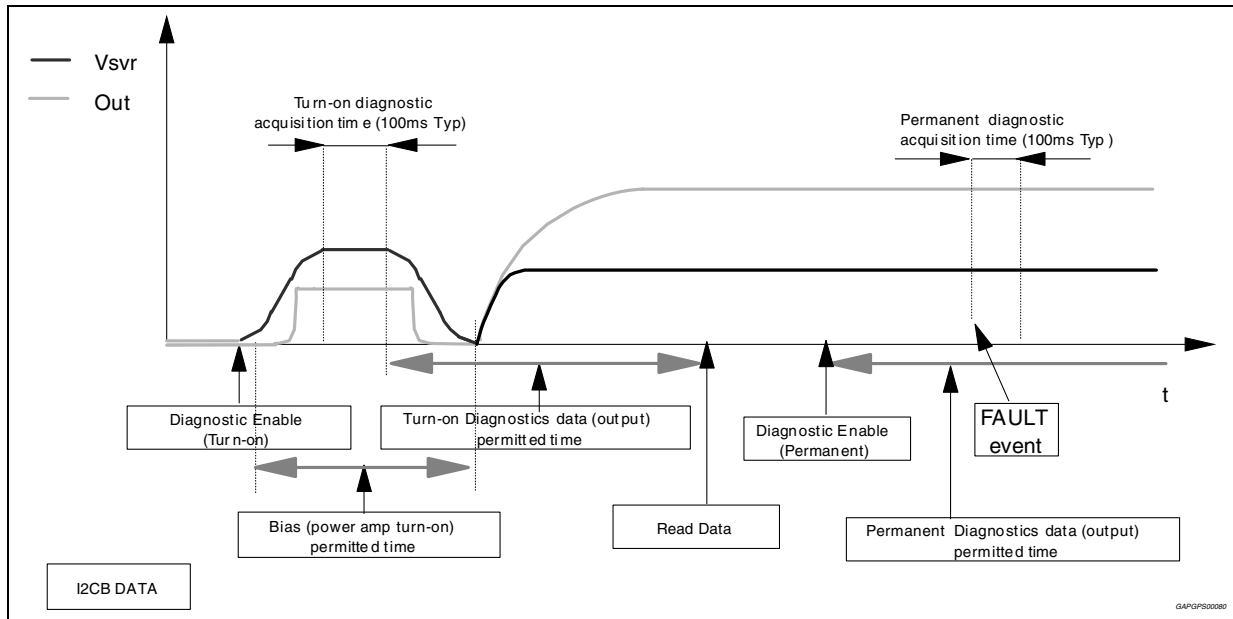 Vsvr
Out
Turn-on diagnostic
acquisition time (100ms Typ)
Permanent diagnostic
acquisition time (100ms Typ )
t
Diagnostic Enable
(Turn-on)
Turn-on Diagnostics data (output)
permitted time
Diagnostic Enable
(Permanent)
FAULT
event
Bias (power amp turn-on)
permitted time
Read Data
Permanent Diagnostics data (output)
permitted time
I2CB DATA
GAPGPS00080